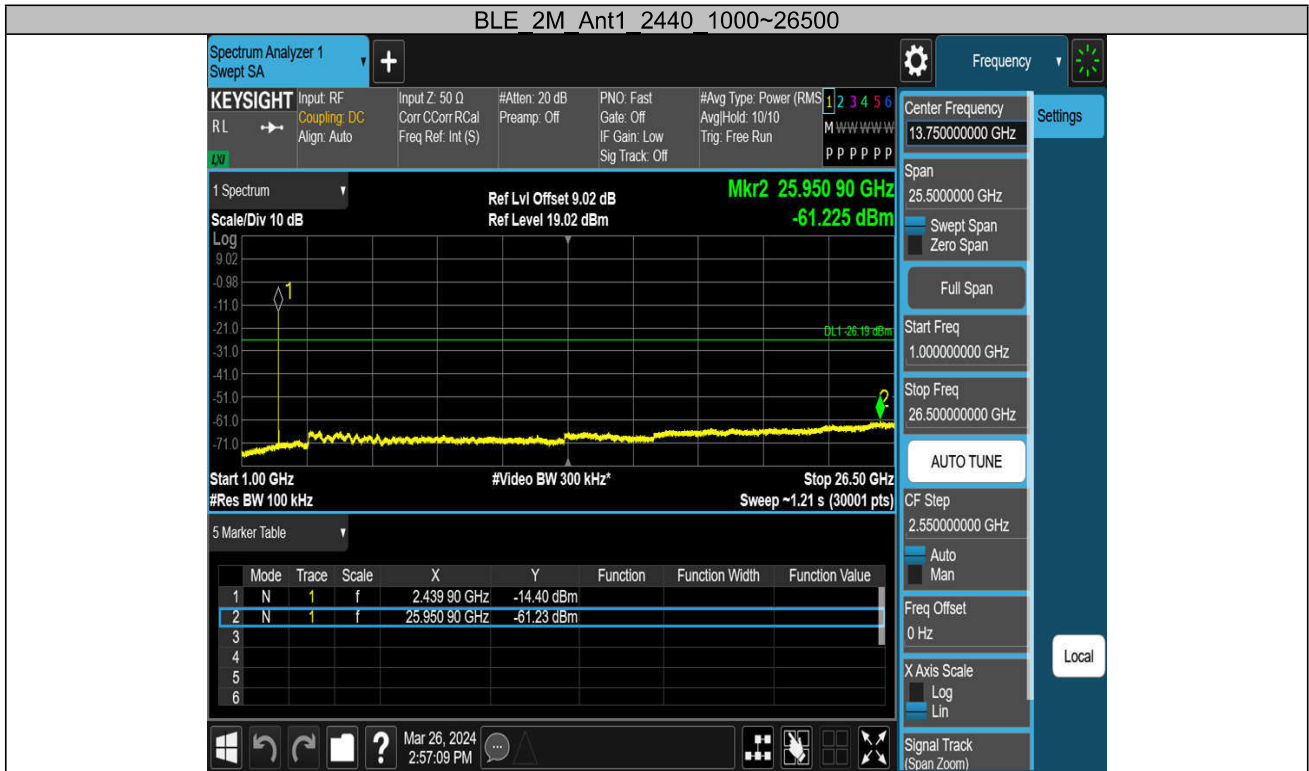 BLE_2M_Ant1_2440_1000~26500
Spectrum Analyzer 1
Swept SA
Frequency
KEYSIGHT
RL
LXI
Input: RF
Coupling: DC
Align: Auto
Input Z: 50 Ω
Corr CCorr RCal
Freq Ref: Int (S)
#Atten: 20 dB
Preamp: Off
PNO: Fast
Gate: Off
IF Gain: Low
Sig Track: Off
#Avg Type: Power (RMS
Avg|Hold: 10/10
Trig: Free Run
1 2 3 4 5 6
M W W W W W
P P P P P P
1 Spectrum
Scale/Div 10 dB
Ref Lvl Offset 9.02 dB
Ref Level 19.02 dBm
Mkr2 25.950 90 GHz
-61.225 dBm
Log
9.02
-0.98
-11.0
-21.0
-31.0
-41.0
-51.0
-61.0
-71.0
1
DL1 -26.19 dBm
2
Start 1.00 GHz
#Res BW 100 kHz
#Video BW 300 kHz*
Stop 26.50 GHz
Sweep ~1.21 s (30001 pts)
5 Marker Table
Mode Trace Scale X Y Function Function Width Function Value
1 N 1 f 2.439 90 GHz -14.40 dBm
2 N 1 f 25.950 90 GHz -61.23 dBm
3
4
5
6
Mar 26, 2024
2:57:09 PM
Center Frequency
13.750000000 GHz
Settings
Span
25.5000000 GHz
Swept Span
Zero Span
Full Span
Start Freq
1.000000000 GHz
Stop Freq
26.500000000 GHz
AUTO TUNE
CF Step
2.550000000 GHz
Auto
Man
Freq Offset
0 Hz
X Axis Scale
Log
Lin
Local
Signal Track
(Span Zoom)